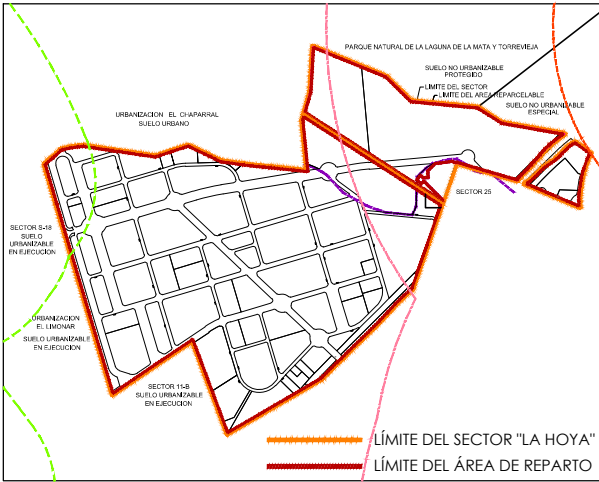 PARQUE NATURAL DE LA LAGUNA DE LA MATA Y TORREVIEJA
SUELO NO URBANIZABLE
PROTEGIDO
LIMITE DEL SECTOR
LIMITE DEL AREA REPARCELABLE
SUELO NO URBANIZABLE
ESPECIAL
URBANIZACION EL CHAPARRAL
SUELO URBANO
SECTOR 25
SECTOR S-18
SUELO
URBANIZABLE
EN EJECUCION
URBANIZACION
EL LIMONAR
SUELO URBANIZABLE
EN EJECUCION
SECTOR 11-B
SUELO URBANIZABLE
EN EJECUCION
LÍMITE DEL SECTOR "LA HOYA"
LÍMITE DEL ÁREA DE REPARTO